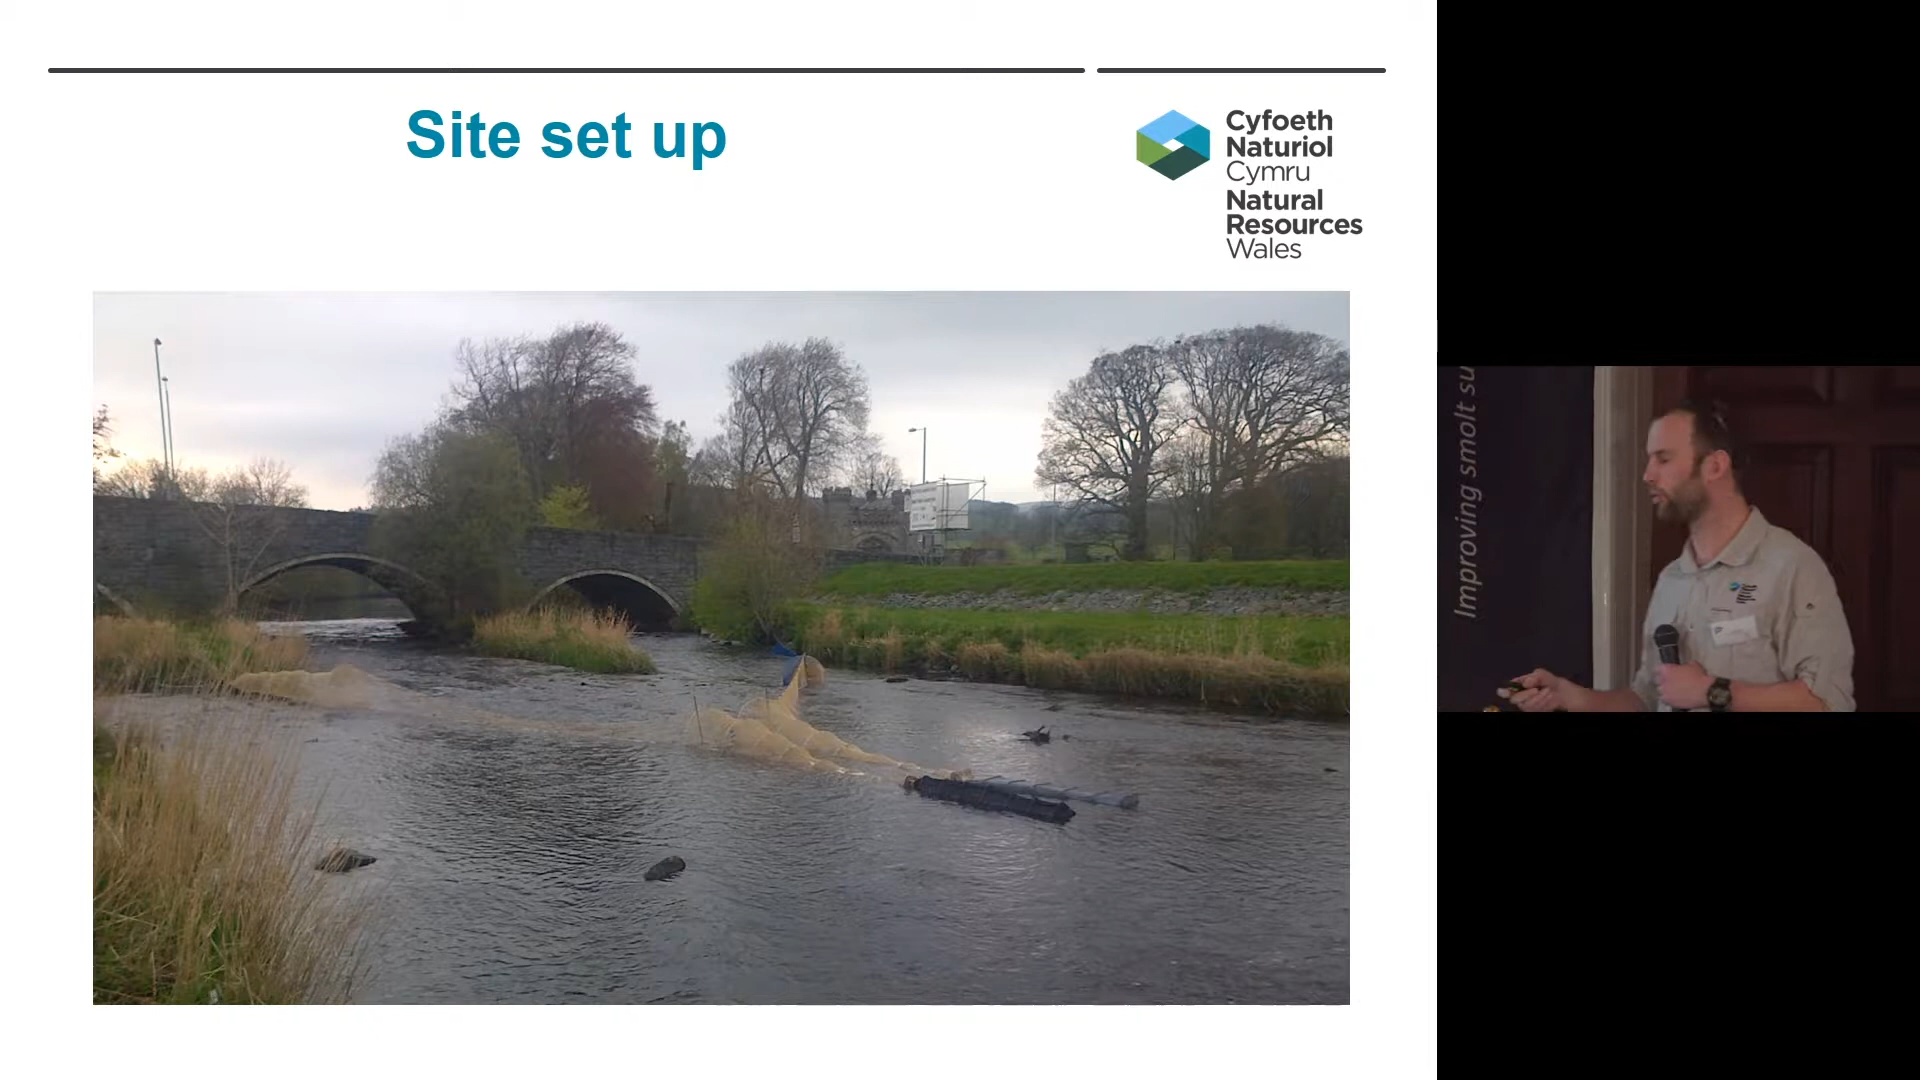 Site set up
Cyfoeth
Naturiol
Cymru
Natural
Resources
Wales
Improving smolt su